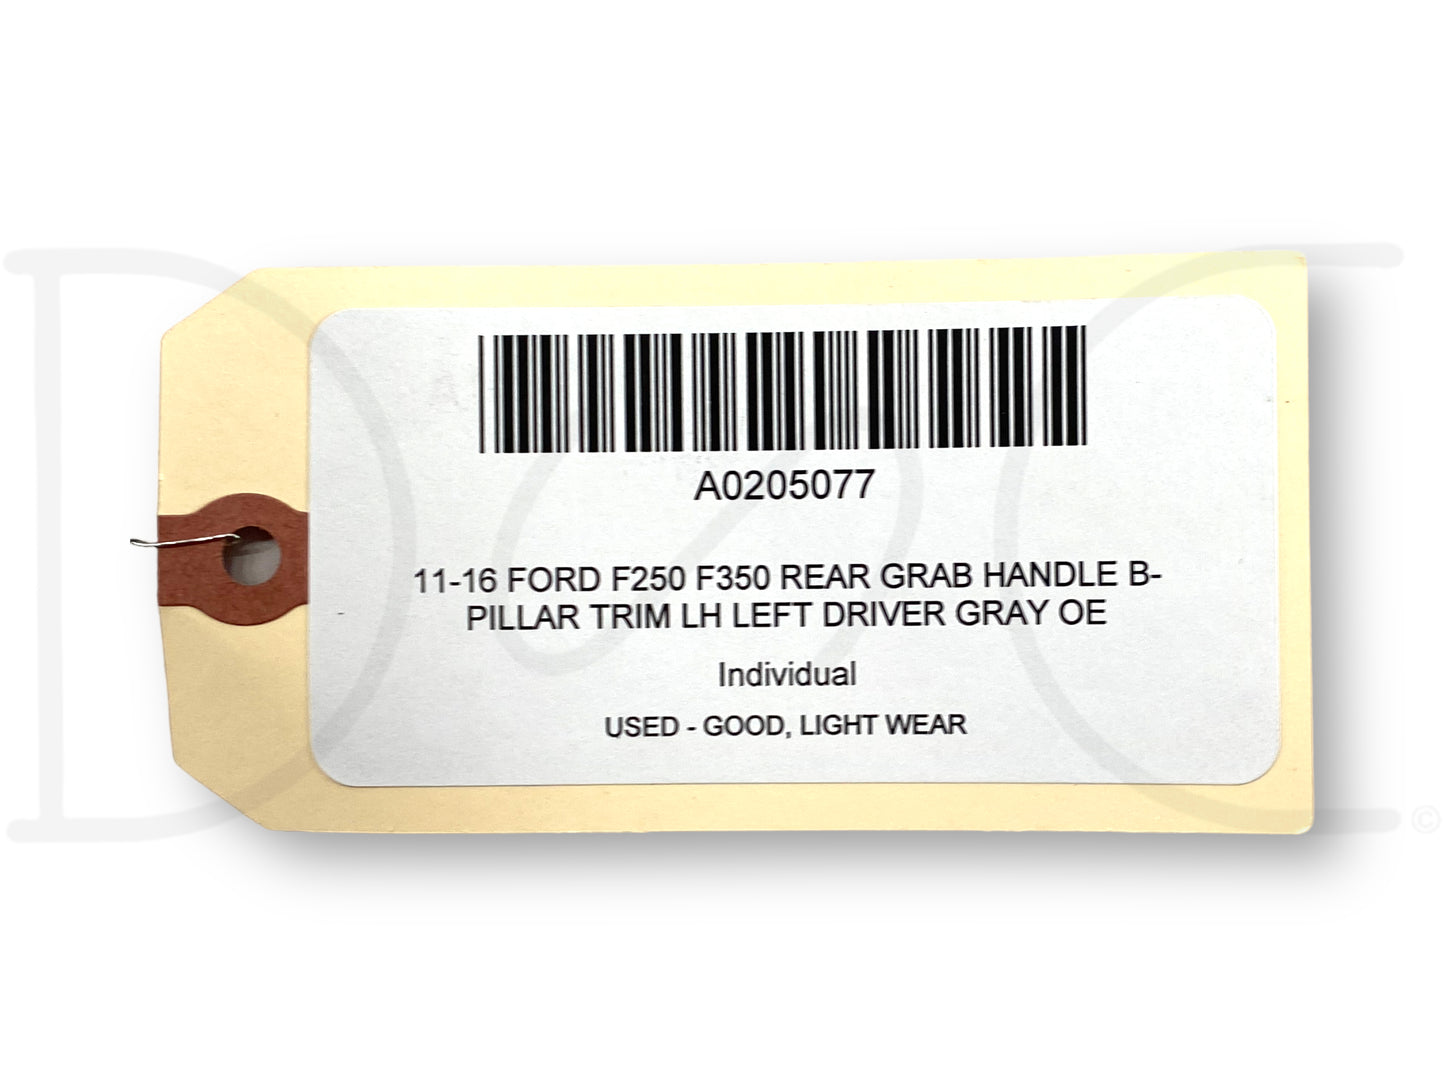 A0205077
11-16 FORD F250 F350 REAR GRAB HANDLE B-
PILLAR TRIM LH LEFT DRIVER GRAY OE
Individual
USED - GOOD, LIGHT WEAR
D C ©